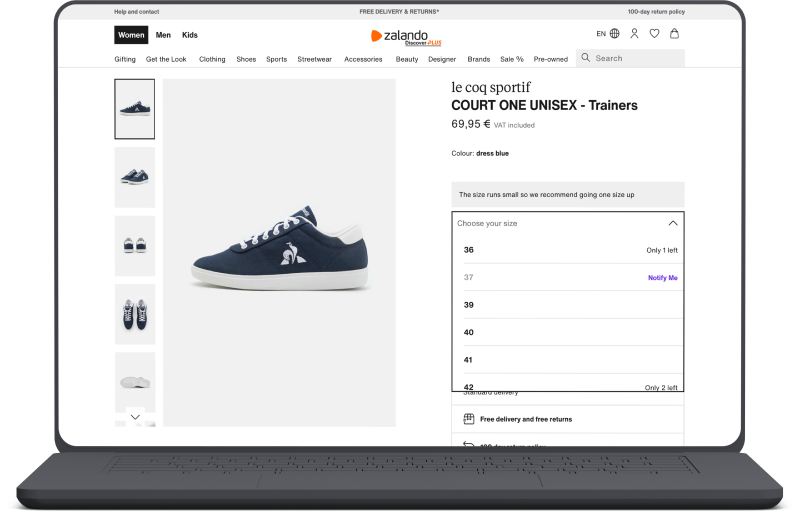 Help and contact
FREE DELIVERY & RETURNS*
100-day return policy
Women Men Kids
zalando
Discover PLUS
EN
Gifting Get the Look Clothing Shoes Sports Streetwear Accessories Beauty Designer Brands Sale % Pre-owned Search
le coq sportif
COURT ONE UNISEX - Trainers
69,95 € VAT included
Colour: dress blue
The size runs small so we recommend going one size up
Choose your size
36 Only 1 left
37 Notify Me
39
40
41
42 Only 2 left
Standard delivery
Free delivery and free returns
100-day return policy